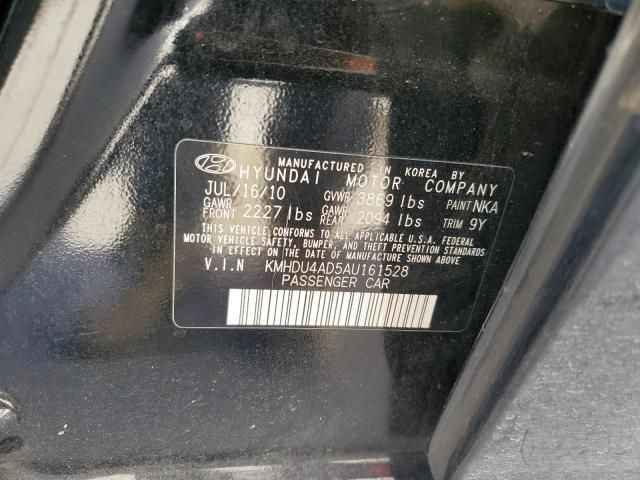 MANUFACTURED IN KOREA BY
HYUNDAI MOTOR COMPANY
JUL/16/10 GVWR 3869 lbs PAINT NKA
GAWR FRONT 2227 lbs GAWR REAR 2094 lbs TRIM 9Y
THIS VEHICLE CONFORMS TO ALL APPLICABLE U.S.A. FEDERAL
MOTOR VEHICLE SAFETY, BUMPER, AND THEFT PREVENTION
STANDARDS IN EFFECT ON THE DATE OF MANUFACTURE SHOWN ABOVE
V.I.N KMHDU4AD5AU161528
PASSENGER CAR